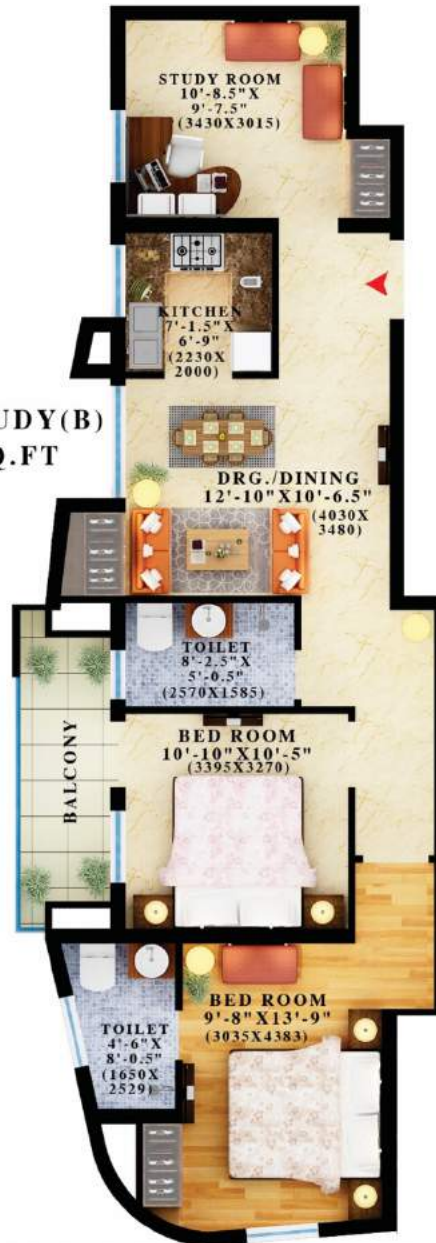 STUDY ROOM
10'-8.5"X
9'-7.5"
(3430X3015)
KITCHEN
7'-1.5"X
6'-9"
(2230X
2000)
UDY(B)
Q.FT
DRG./DINING
12'-10"X10'-6.5"
(4030X
3480)
TOILET
8'-2.5"X
5'-0.5"
(2570X1585)
BALCONY
BED ROOM
10'-10"X10'-5"
(3395X3270)
BED ROOM
9'-8"X13'-9"
(3035X4383)
TOILET
4'-6"X
8'-0.5"
(1650X
2529)